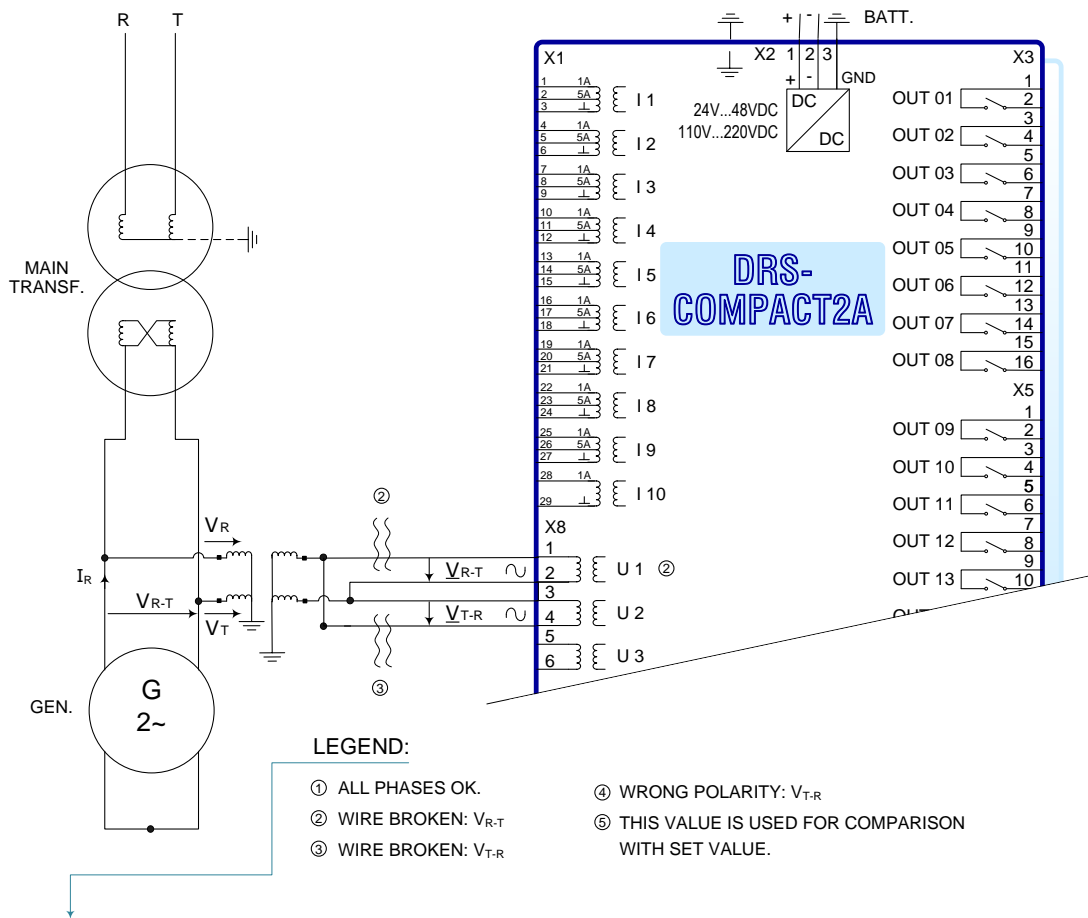 R T
+ - BATT.
X1 X2 1 2 3 X3
+ - GND
24V...48VDC DC
110V...220VDC DC
1 1A
2 5A I 1
3 ⊥
4 1A
5 5A I 2
6 ⊥
7 1A
8 5A I 3
9 ⊥
10 1A
11 5A I 4
12 ⊥
13 1A
14 5A I 5
15 ⊥
16 1A
17 5A I 6
18 ⊥
19 1A
20 5A I 7
21 ⊥
22 1A
23 5A I 8
24 ⊥
25 1A
26 5A I 9
27 ⊥
28 1A
I 10
29 ⊥
DRS-
COMPACT2A
1
OUT 01 2
3
OUT 02 4
5
OUT 03 6
7
OUT 04 8
9
OUT 05 10
11
OUT 06 12
13
OUT 07 14
15
OUT 08 16
X5
1
OUT 09 2
3
OUT 10 4
5
OUT 11 6
7
OUT 12 8
9
OUT 13 10
MAIN
TRANSF.
②
X8
1
2 U 1 ②
3
4 U 2
5
6 U 3
VR
IR
VR-T
VT
VR-T
VT-R
③
GEN.
G
2~
LEGEND:
① ALL PHASES OK.
② WIRE BROKEN: VR-T
③ WIRE BROKEN: VT-R
④ WRONG POLARITY: VT-R
⑤ THIS VALUE IS USED FOR COMPARISON
WITH SET VALUE.